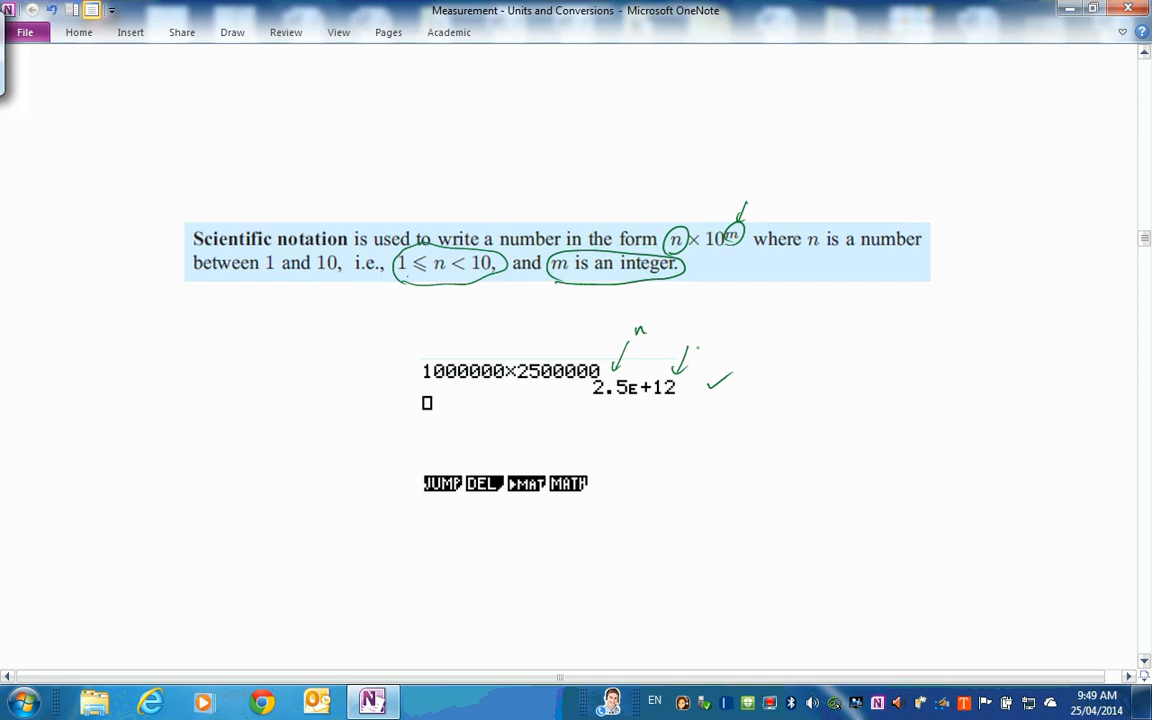 Measurement - Units and Conversions - Microsoft OneNote
File Home Insert Share Draw Review View Pages Academic
Scientific notation is used to write a number in the form n × 10^m where n is a number
between 1 and 10, i.e., 1 ⩽ n < 10, and m is an integer.
n
1000000×2500000
2.5E+12
JUMP DEL ▶MAT MATH
EN
9:49 AM
25/04/2014